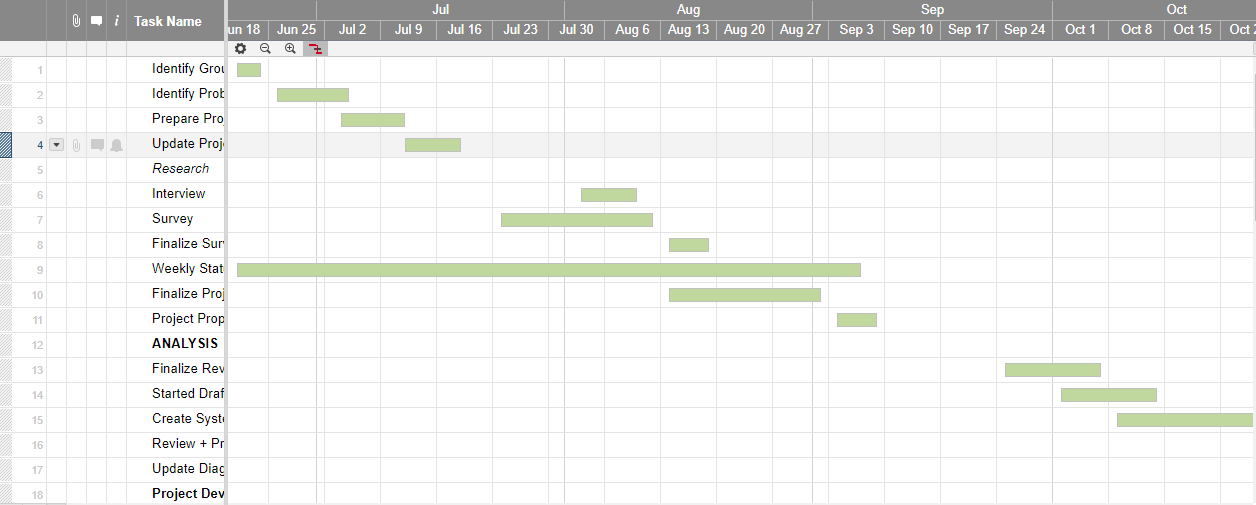 Jul Aug Sep Oct
i Task Name un 18 Jun 25 Jul 2 Jul 9 Jul 16 Jul 23 Jul 30 Aug 6 Aug 13 Aug 20 Aug 27 Sep 3 Sep 10 Sep 17 Sep 24 Oct 1 Oct 8 Oct 15 Oct 2
1 Identify Grou
2 Identify Prob
3 Prepare Pro
4 Update Proj
5 Research
6 Interview
7 Survey
8 Finalize Sur
9 Weekly Stat
10 Finalize Proj
11 Project Prop
12 ANALYSIS
13 Finalize Rev
14 Started Draf
15 Create Syst
16 Review + Pr
17 Update Diag
18 Project Dev